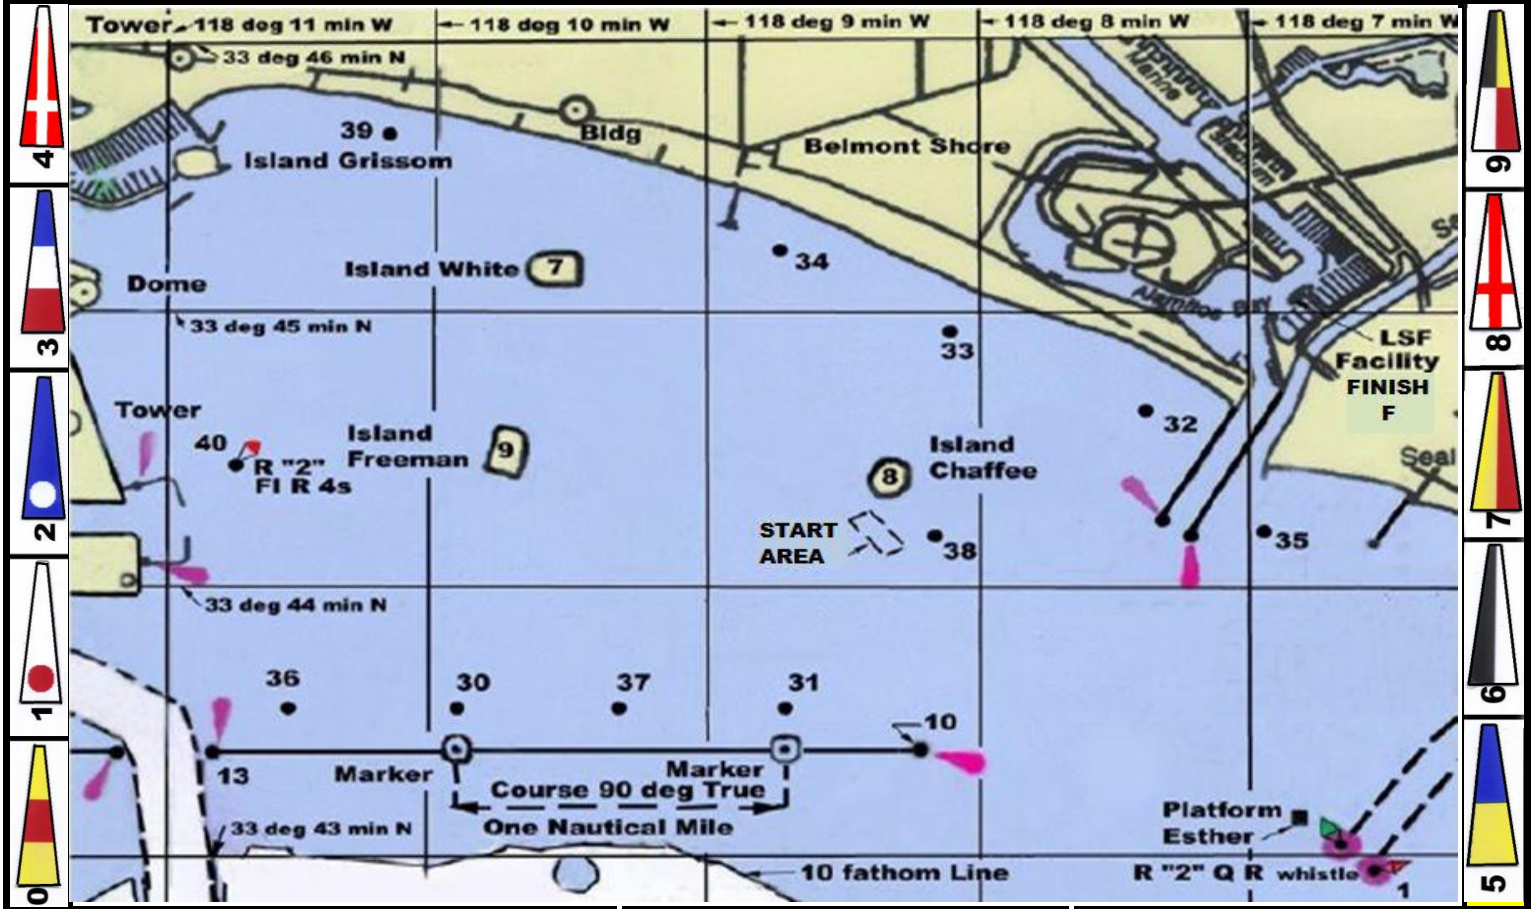 Tower 118 deg 11 min W 118 deg 10 min W 118 deg 9 min W 118 deg 8 min W 118 deg 7 min W
33 deg 46 min N
4
39
Island Grissom
Bldg
Belmont Shore
Marine
Stadium
9
Island White 7
34
Dome
Alamitos Bay
33 deg 45 min N
3
33
LSF
Facility
FINISH
F
8
Tower
40
R "2"
Fl R 4s
Island
Freeman
9
32
Island
Chaffee
8
Seal
START
AREA
38
35
2
7
33 deg 44 min N
36
30
37
31
10
1
6
13
Marker
Marker
Course 90 deg True
One Nautical Mile
Platform
Esther
33 deg 43 min N
10 fathom Line
R "2" Q R whistle
1
0
5